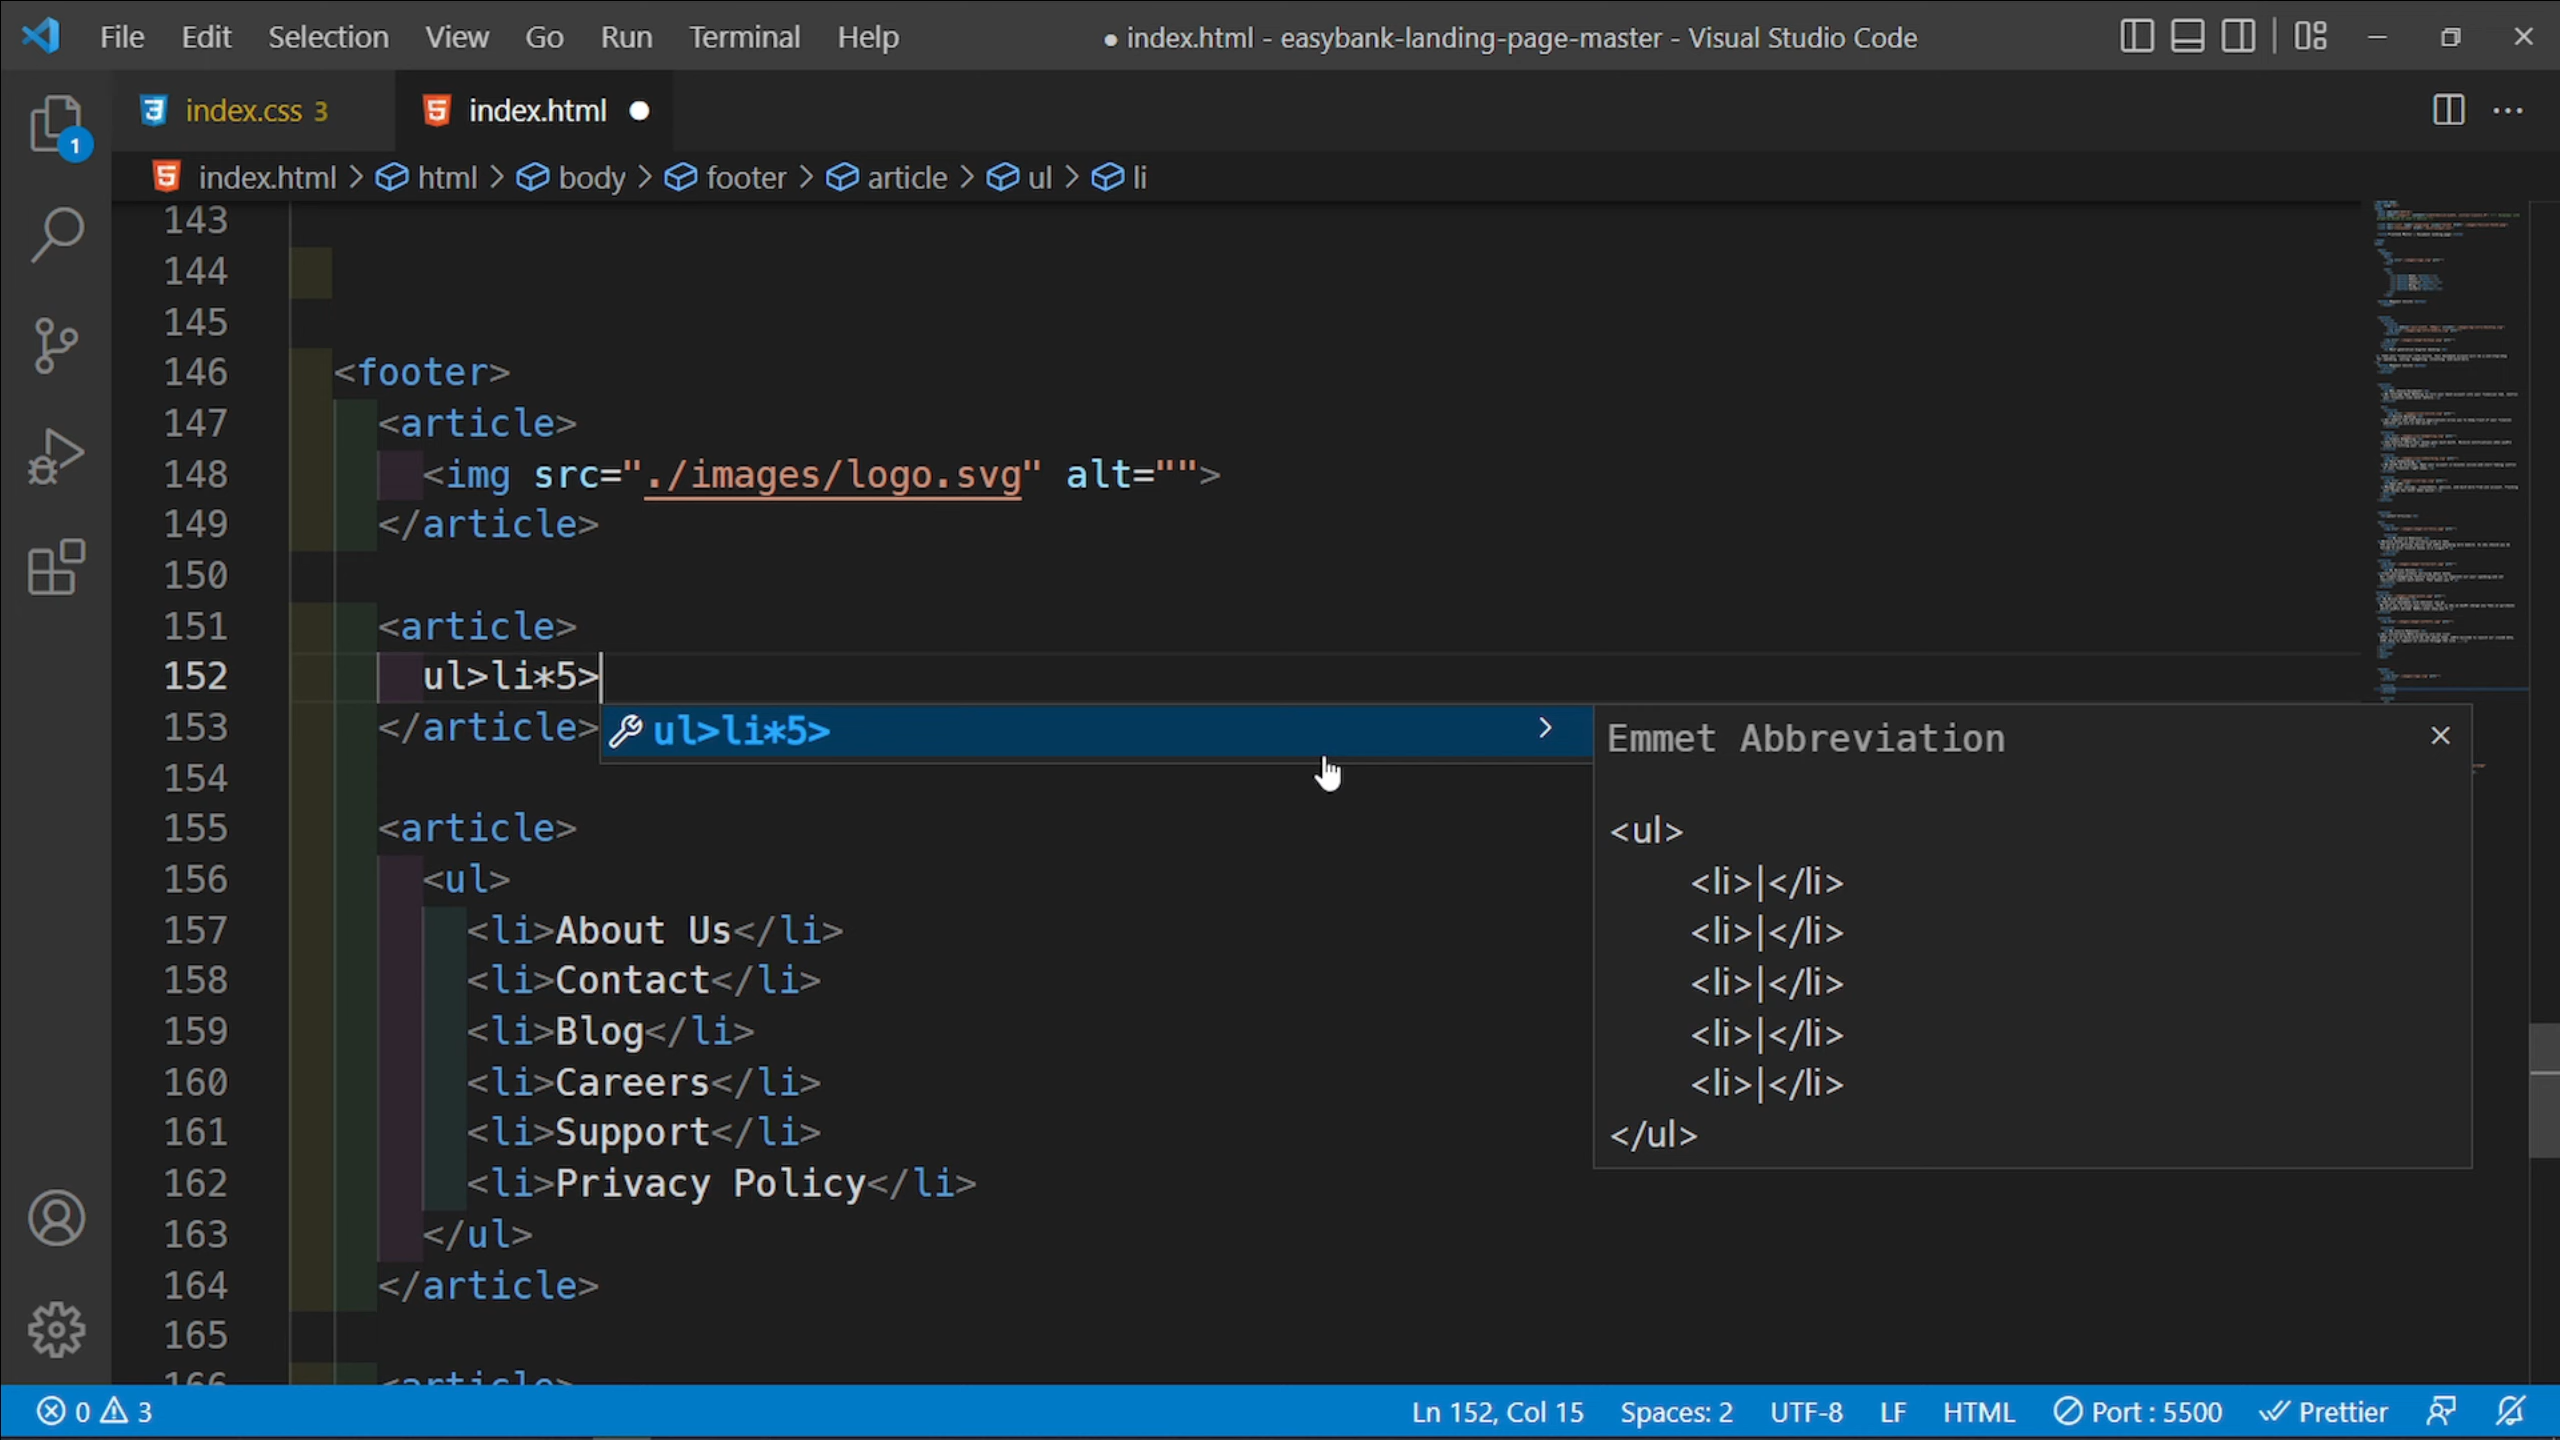 File Edit Selection View Go Run Terminal Help ● index.html - easybank-landing-page-master - Visual Studio Code
index.css 3 index.html ●
index.html > html > body > footer > article > ul > li
1
143
144
145
146 <footer>
147 <article>
148 <img src="./images/logo.svg" alt="">
149 </article>
150
151 <article>
152 ul>li*5>
153 </article>
ul>li*5>
Emmet Abbreviation
<ul>
<li>|</li>
<li>|</li>
<li>|</li>
<li>|</li>
<li>|</li>
</ul>
154
155 <article>
156 <ul>
157 <li>About Us</li>
158 <li>Contact</li>
159 <li>Blog</li>
160 <li>Careers</li>
161 <li>Support</li>
162 <li>Privacy Policy</li>
163 </ul>
164 </article>
165
166 <article>
0 3 Ln 152, Col 15 Spaces: 2 UTF-8 LF HTML Port : 5500 Prettier